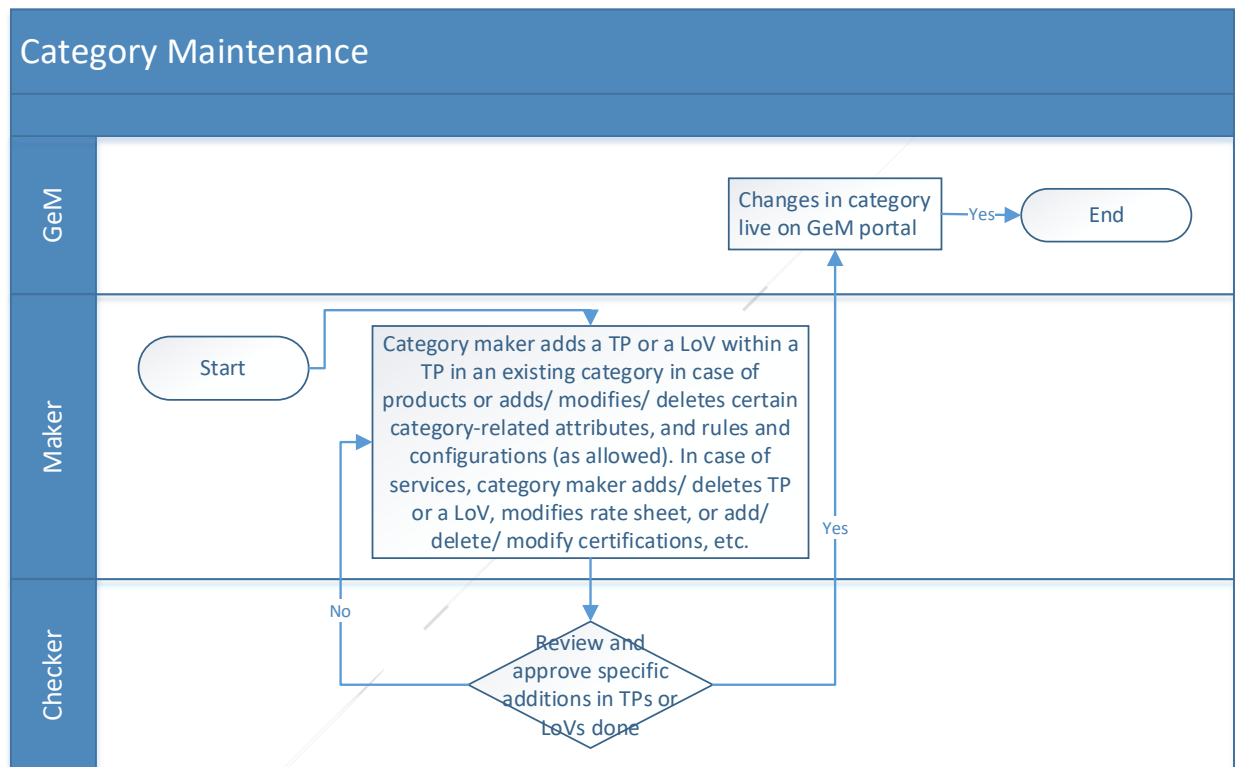 Category Maintenance
GeM
Changes in category
live on GeM portal
Yes
End
Maker
Start
Category maker adds a TP or a LoV within a
TP in an existing category in case of
products or adds/ modifies/ deletes certain
category-related attributes, and rules and
configurations (as allowed). In case of
services, category maker adds/ deletes TP
or a LoV, modifies rate sheet, or add/
delete/ modify certifications, etc.
Yes
Checker
No
Review and
approve specific
additions in TPs or
LoVs done